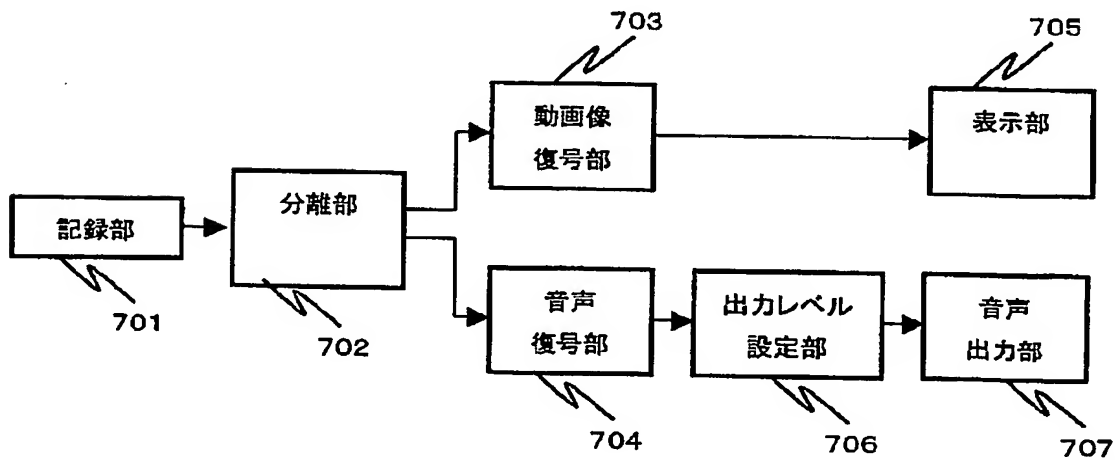 703
705
動画像
復号部
表示部
記録部
分離部
701
702
音声
復号部
出力レベル
設定部
音声
出力部
704
706
707